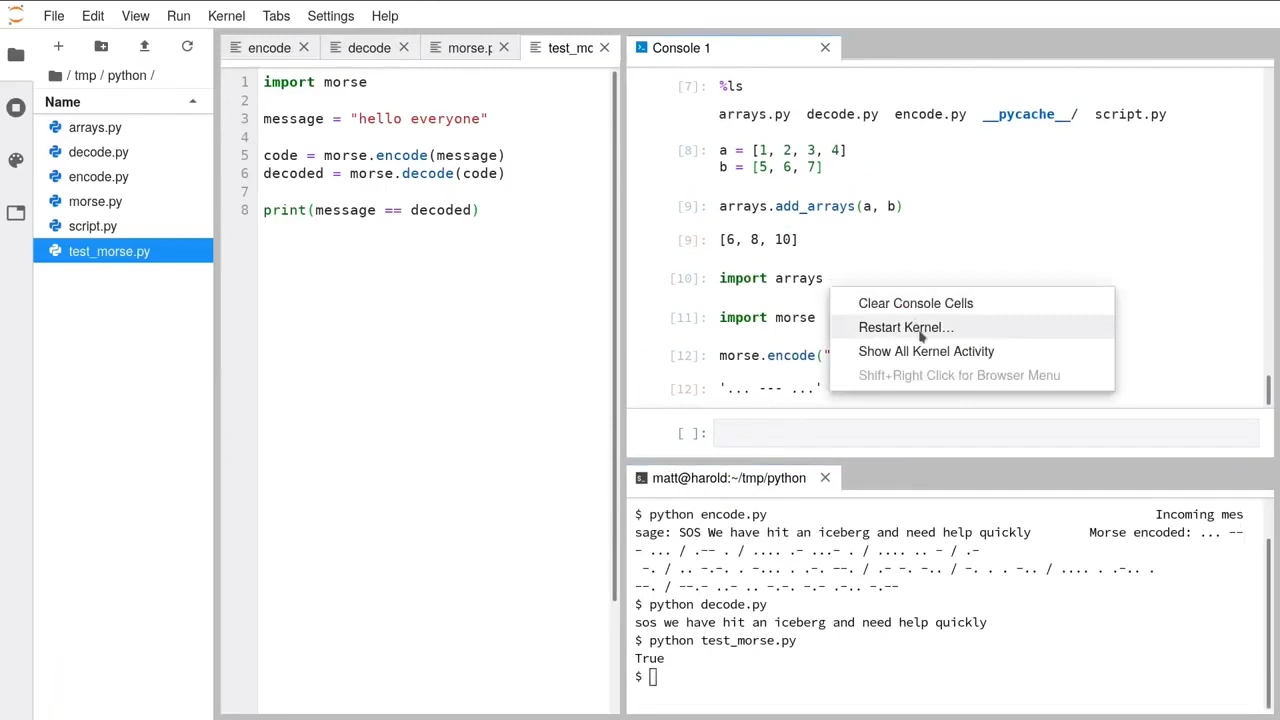 File Edit View Run Kernel Tabs Settings Help
/ tmp / python /
Name
arrays.py
decode.py
encode.py
morse.py
script.py
test_morse.py
encode
decode
morse.p
test_mc
1 import morse
2
3 message = "hello everyone"
4
5 code = morse.encode(message)
6 decoded = morse.decode(code)
7
8 print(message == decoded)
Console 1
[7]: %ls
arrays.py decode.py encode.py __pycache__/ script.py
[8]: a = [1, 2, 3, 4]
b = [5, 6, 7]
[9]: arrays.add_arrays(a, b)
[9]: [6, 8, 10]
[10]: import arrays
[11]: import morse
[12]: morse.encode("
[12]: '... --- ...'
[ ]:
Clear Console Cells
Restart Kernel…
Show All Kernel Activity
Shift+Right Click for Browser Menu
matt@harold:~/tmp/python
$ python encode.py Incoming mes
sage: SOS We have hit an iceberg and need help quickly Morse encoded: ... --
- ... / .-- . / .... .- ...- . / .... .. - / .-
-. / .. -.-. . -... . .-. --. / .- -. -.. / -. . . -.. / .... . .-.. .
--. / --.- ..- .. -.-. -.- .-.. -.--
$ python decode.py
sos we have hit an iceberg and need help quickly
$ python test_morse.py
True
$